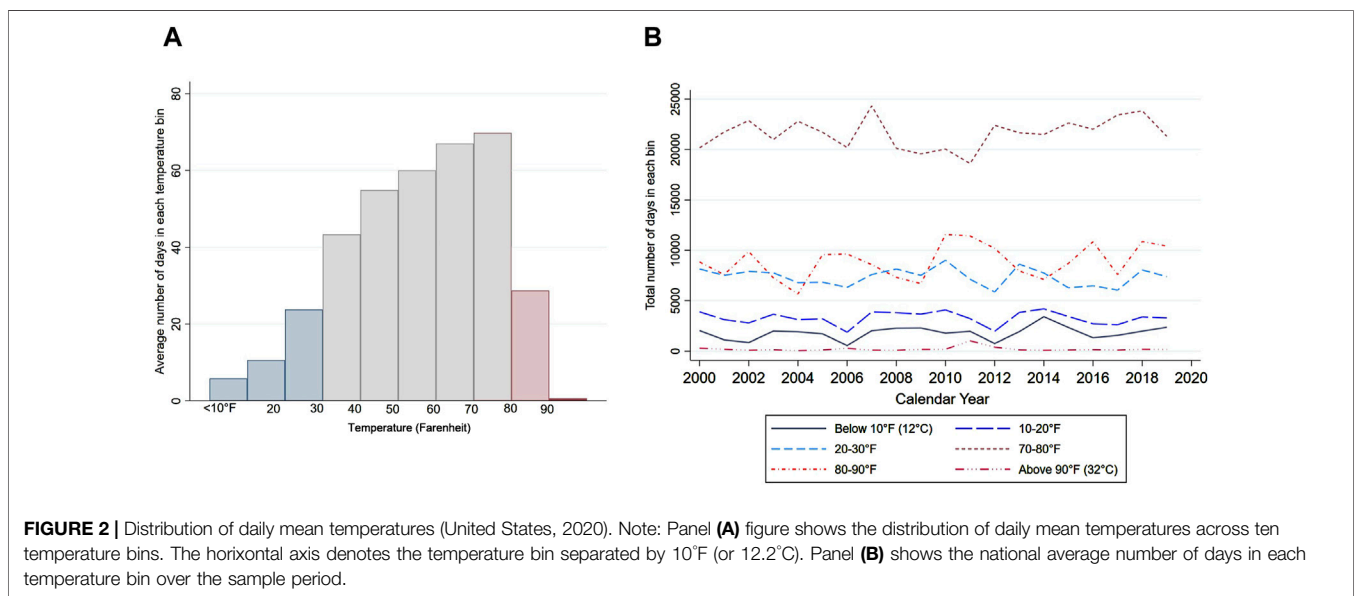 A
B
80
60
40
20
0
Average number of days in each temperature bin
<10°F 20 30 40 50 60 70 80 90
Temperature (Farenheit)
25000
20000
15000
10000
5000
0
Total number of days in each bin
2000 2002 2004 2006 2008 2010 2012 2014 2016 2018 2020
Calendar Year
Below 10°F (12°C) 10-20°F
20-30°F 70-80°F
80-90°F Above 90°F (32°C)
FIGURE 2 | Distribution of daily mean temperatures (United States, 2020). Note: Panel (A) figure shows the distribution of daily mean temperatures across ten
temperature bins. The horixontal axis denotes the temperature bin separated by 10°F (or 12.2°C). Panel (B) shows the national average number of days in each
temperature bin over the sample period.